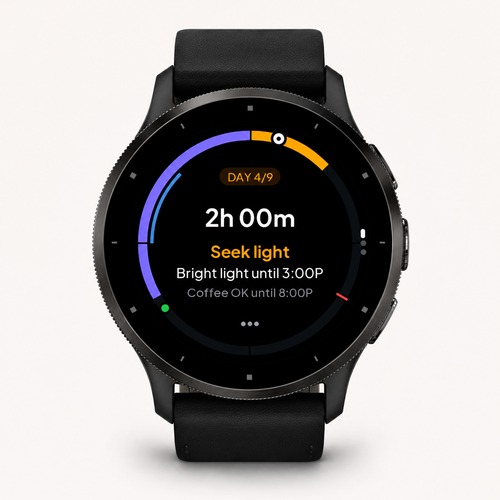 DAY 4/9
2h 00m
Seek light
Bright light until 3:00P
Coffee OK until 8:00P